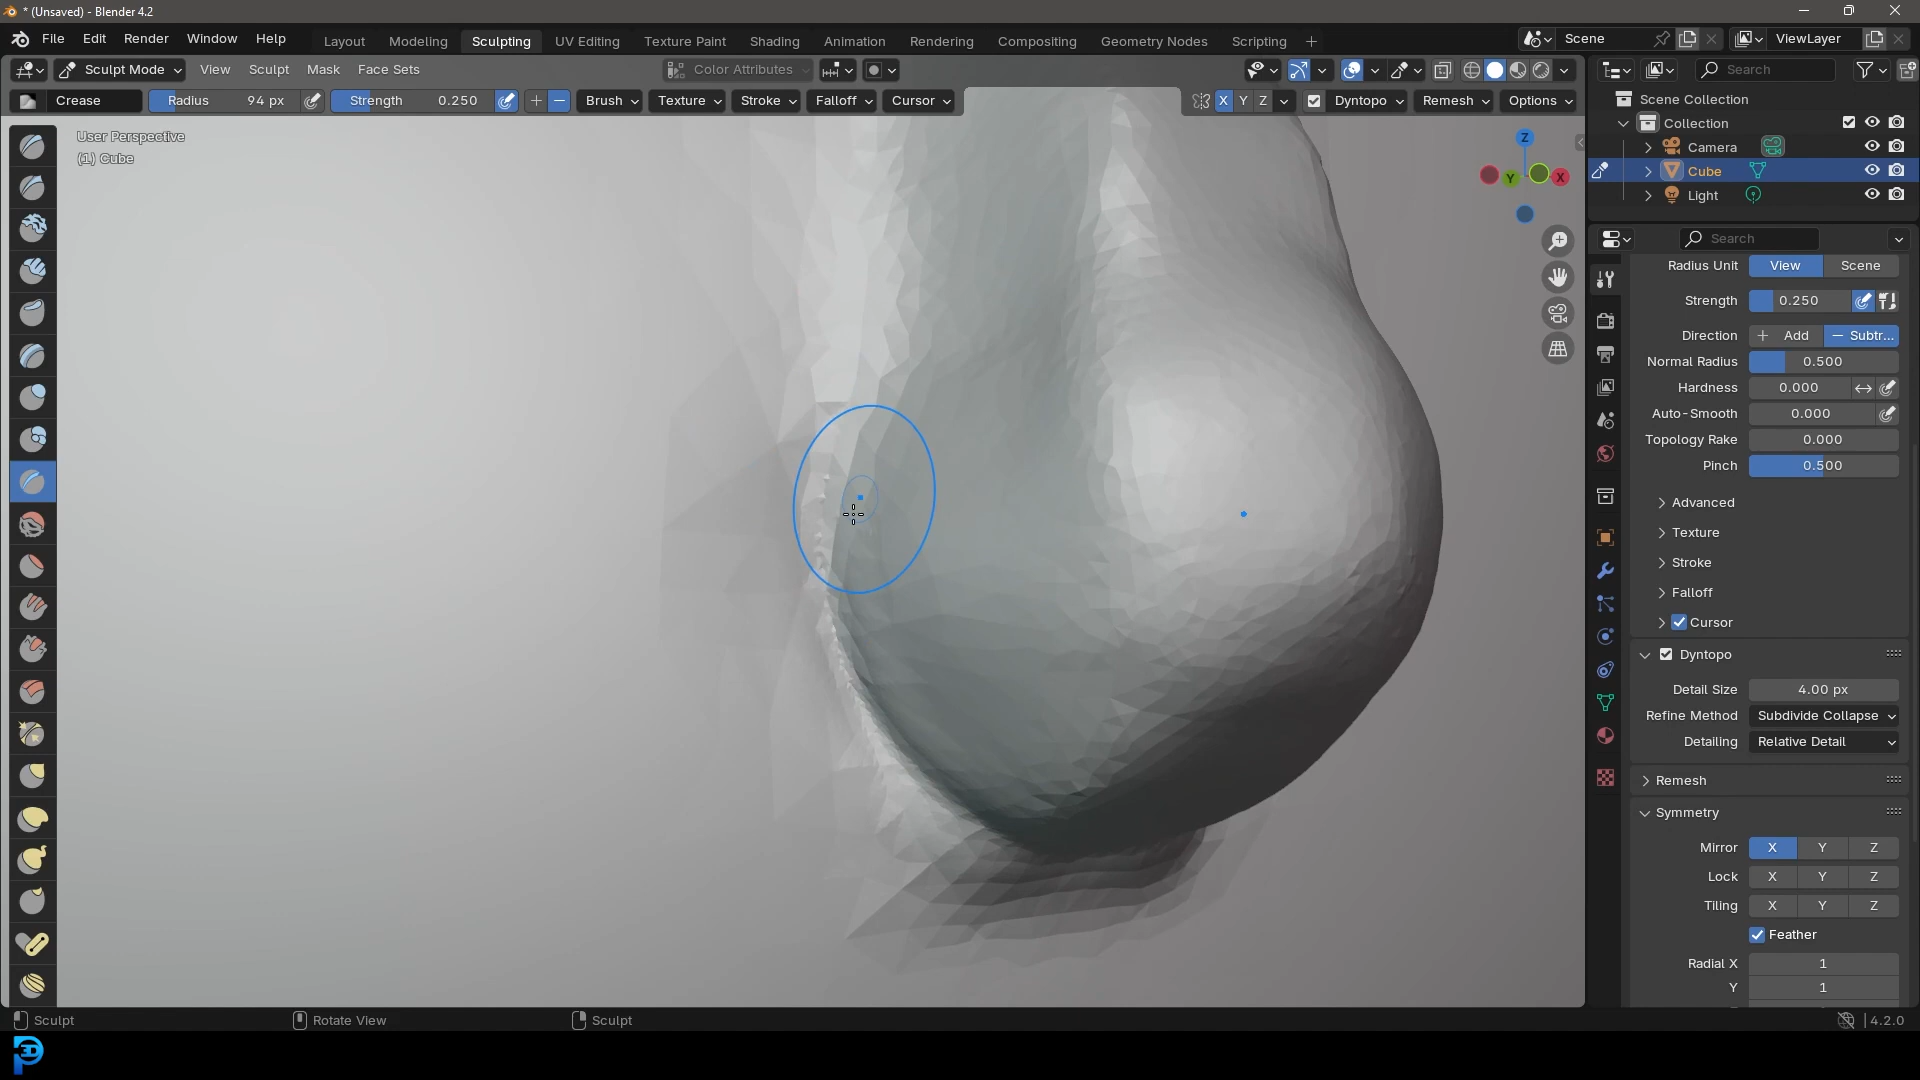 * (Unsaved) - Blender 4.2
File Edit Render Window Help
Layout Modeling Sculpting UV Editing Texture Paint Shading Animation Rendering Compositing Geometry Nodes Scripting +
Scene
ViewLayer
Sculpt Mode View Sculpt Mask Face Sets
Color Attributes
Search
Crease Radius 94 px Strength 0.250 Brush Texture Stroke Falloff Cursor X Y Z Dyntopo Remesh Options
User Perspective
(1) Cube
Z
Y
X
Scene Collection
Collection
Camera
Cube
Light
Search
Radius Unit View Scene
Strength 0.250
Direction + Add − Subtr...
Normal Radius 0.500
Hardness 0.000
Auto-Smooth 0.000
Topology Rake 0.000
Pinch 0.500
Advanced
Texture
Stroke
Falloff
Cursor
Dyntopo
Detail Size 4.00 px
Refine Method Subdivide Collapse
Detailing Relative Detail
Remesh
Symmetry
Mirror X Y Z
Lock X Y Z
Tiling X Y Z
Feather
Radial X 1
Y 1
Sculpt Rotate View Sculpt 4.2.0